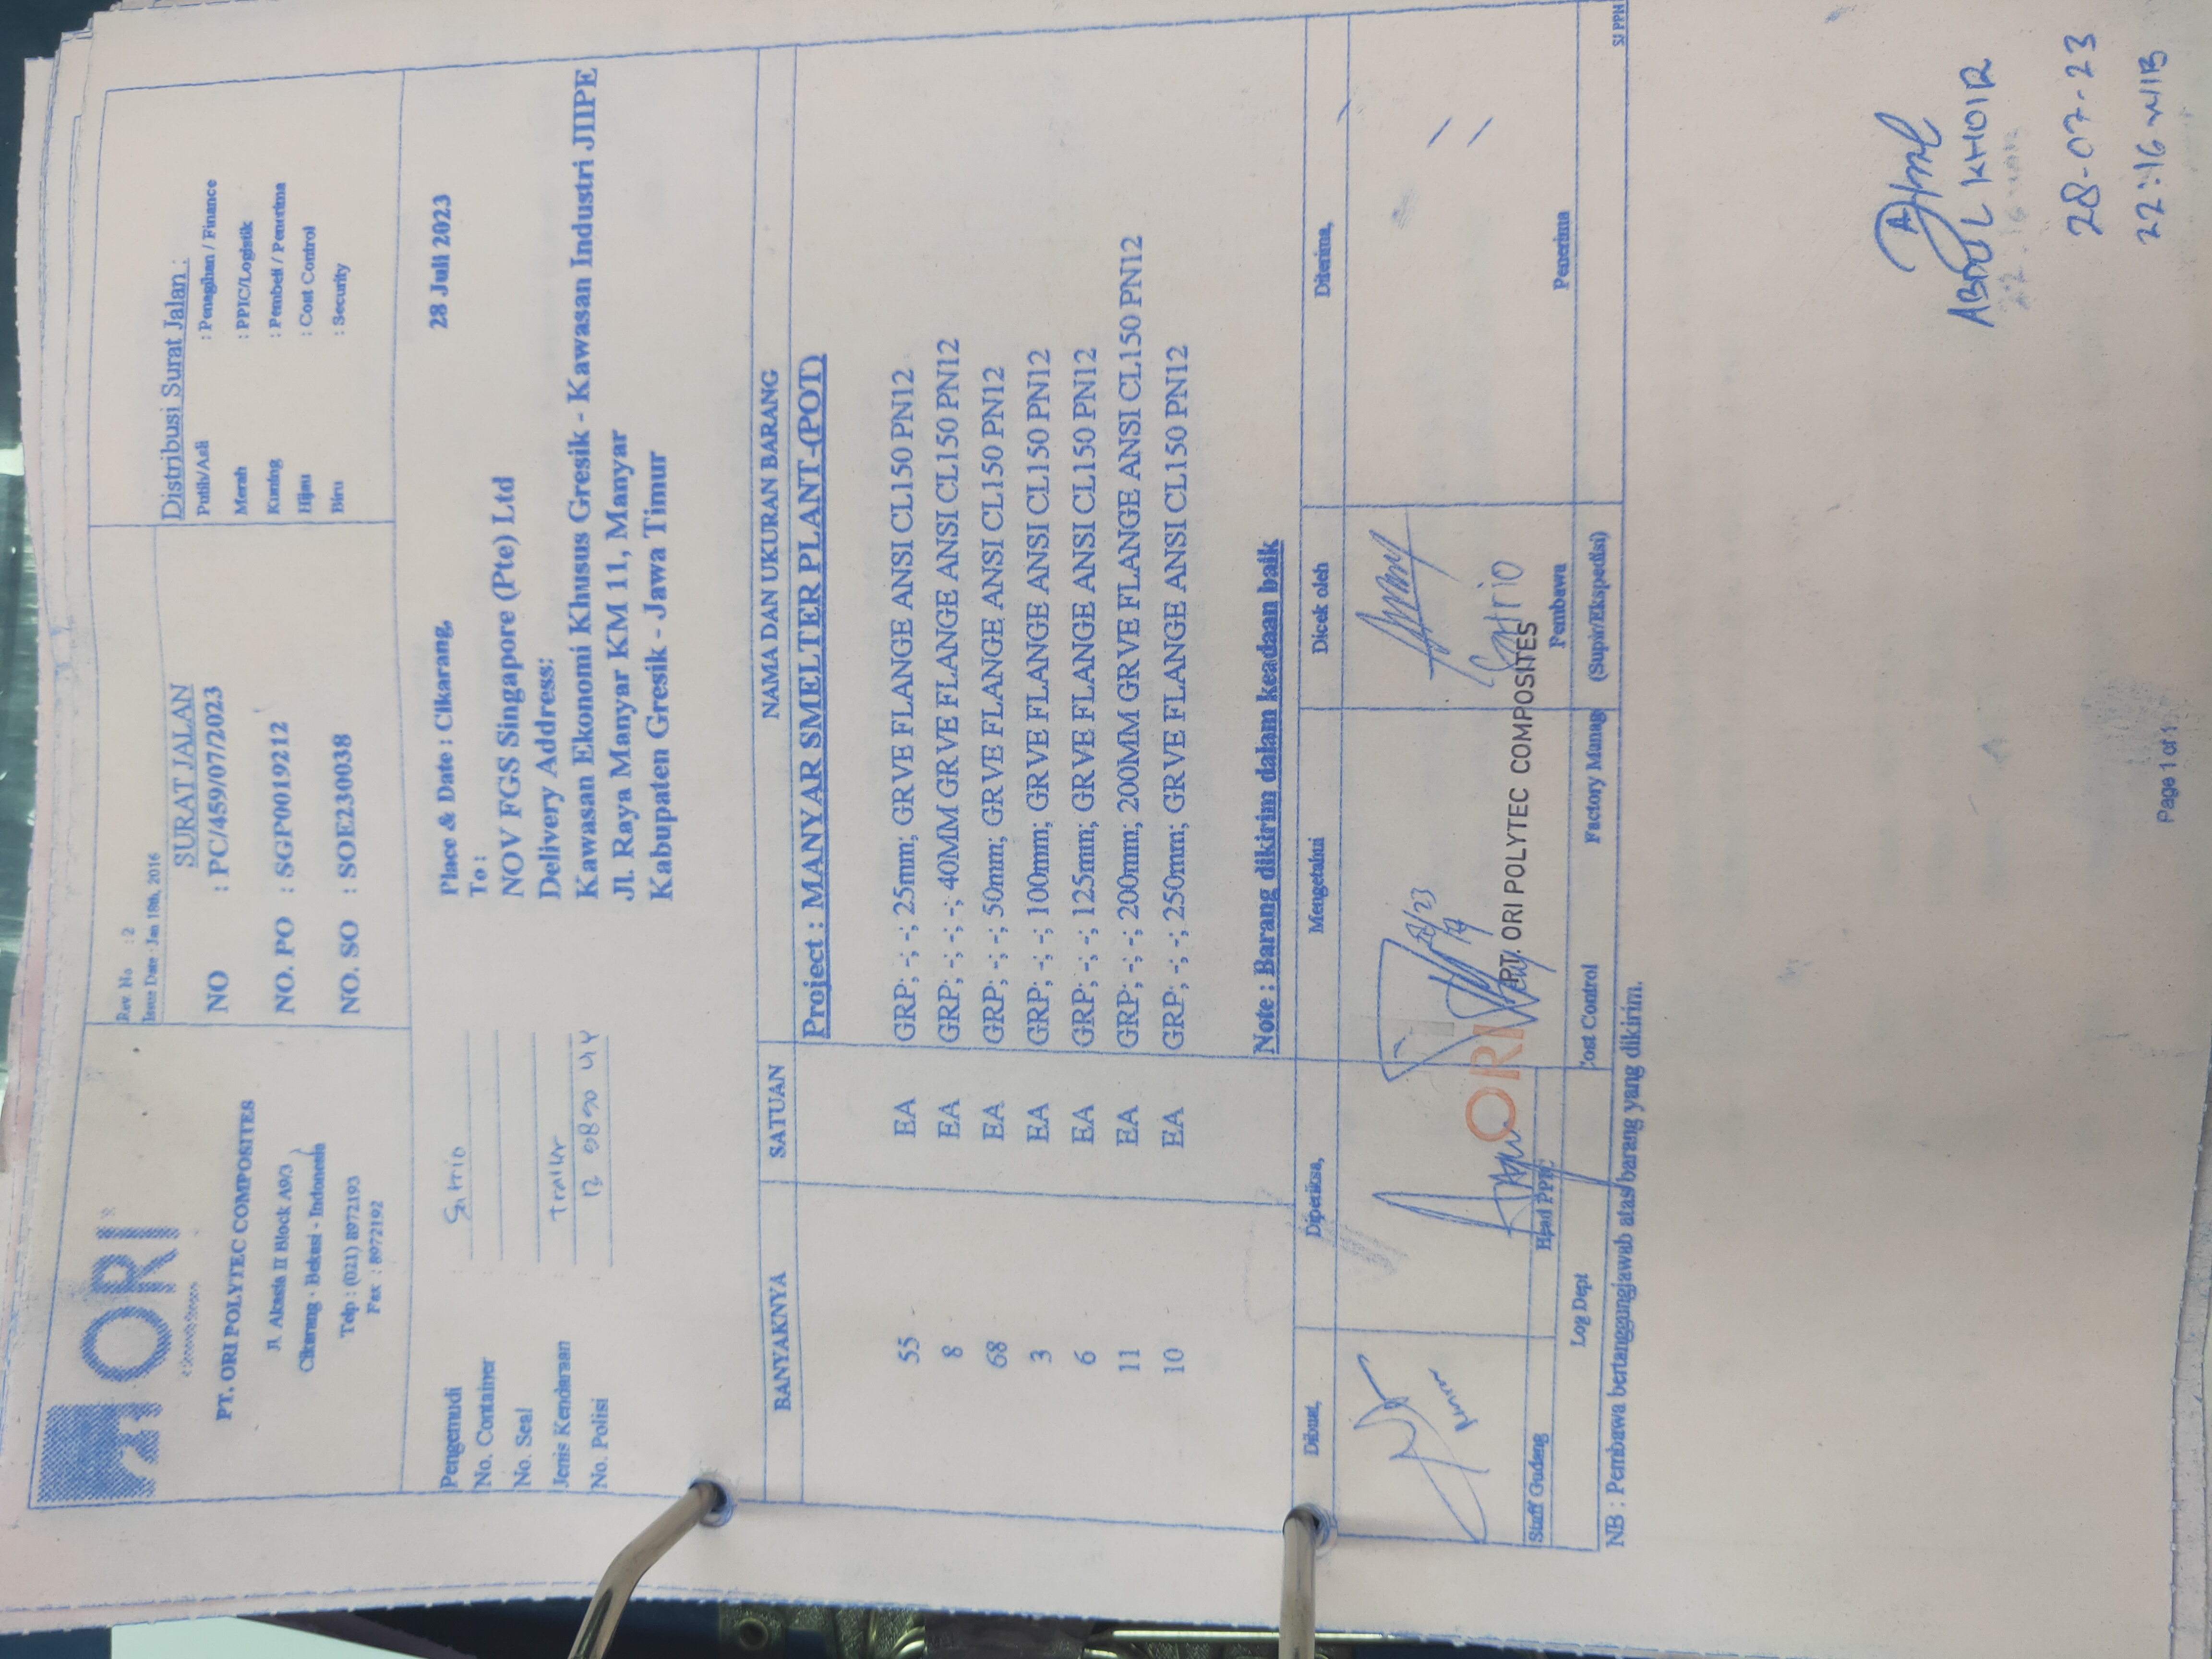 ORI
PT. ORI POLYTEC COMPOSITES
Jl. Akasia II Block A9/3
Cikarang - Bekasi - Indonesia
Telp : (021) 8972193
Fax : 8972192
Rev. No : 2
Issue Date : Jan 18th, 2016
SURAT JALAN
NO : PC/459/07/2023
NO. PO : SGP0019212
NO. SO : SOE230038
Distribusi Surat Jalan :
Putih/Asli : Penagihan / Finance
Merah : PPIC/Logistik
Kuning : Pembeli / Penerima
Hijau : Cost Control
Biru : Security
Pengemudi Satrio
No. Container
No. Seal
Jenis Kendaraan Trailer
No. Polisi
Place & Date : Cikarang, 28 Juli 2023
To :
NOV FGS Singapore (Pte) Ltd
Delivery Address:
Kawasan Ekonomi Khusus Gresik - Kawasan Industri JIIPE
Jl. Raya Manyar KM 11, Manyar
Kabupaten Gresik - Jawa Timur
BANYAKNYA SATUAN NAMA DAN UKURAN BARANG
Project : MANYAR SMELTER PLANT-(POT)
55 EA GRP; -; -; 25mm; GRVE FLANGE ANSI CL150 PN12
8 EA GRP; -; -; -; 40MM GRVE FLANGE ANSI CL150 PN12
68 EA GRP; -; -; 50mm; GRVE FLANGE ANSI CL150 PN12
3 EA GRP; -; -; 100mm; GRVE FLANGE ANSI CL150 PN12
6 EA GRP; -; -; 125mm; GRVE FLANGE ANSI CL150 PN12
11 EA GRP; -; -; 200mm; 200MM GRVE FLANGE ANSI CL150 PN12
10 EA GRP; -; -; 250mm; GRVE FLANGE ANSI CL150 PN12
Note : Barang dikirim dalam keadaan baik
Dibuat, Diperiksa, Mengetahui Dicek oleh Diterima,
ORI PT. ORI POLYTEC COMPOSITES
Satrio
Staff Gudang Head PPIC Pembawa Penerima
Log Dept Cost Control Factory Manag (Supir/Ekspedisi)
SJ PPN
NB : Pembawa bertanggungjawab atas barang yang dikirim.
ABDUL KHOIR
28-07-23
22:16 WIB
Page 1 of 1